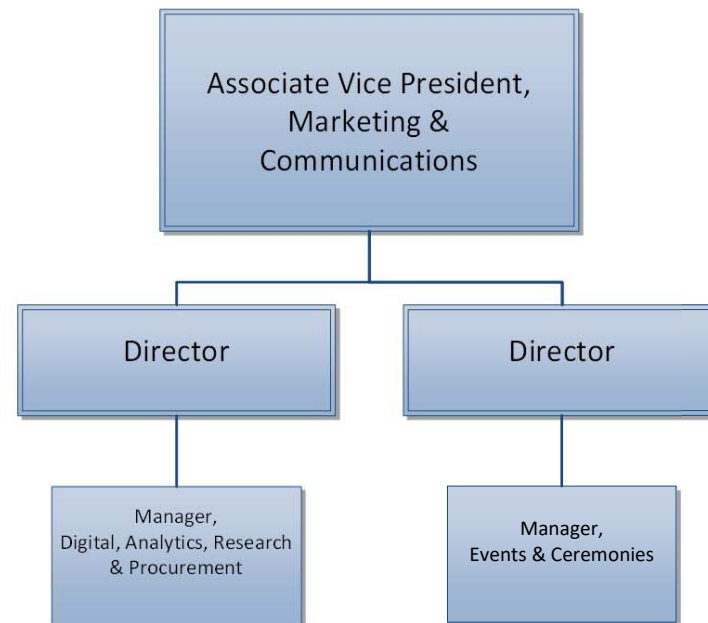 Associate Vice President,
Marketing &
Communications
Director
Director
Manager,
Digital, Analytics, Research
& Procurement
Manager,
Events & Ceremonies